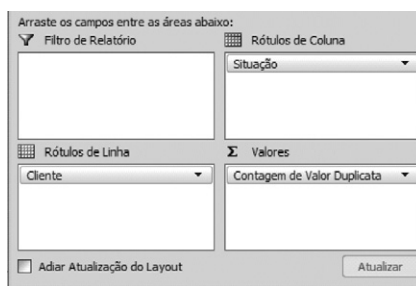 Arraste os campos entre as áreas abaixo:
Filtro de Relatório
Rótulos de Coluna
Situação
Rótulos de Linha
Σ Valores
Cliente
Contagem de Valor Duplicata
Adiar Atualização do Layout
Atualizar